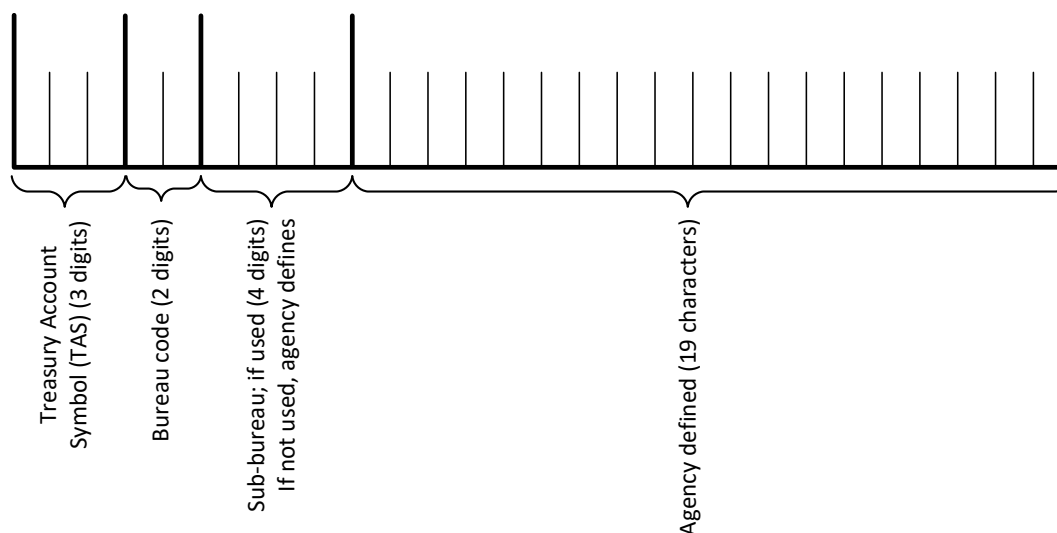 Treasury Account
Symbol (TAS) (3 digits)
Bureau code (2 digits)
Sub-bureau; if used (4 digits)
If not used, agency defines
Agency defined (19 characters)